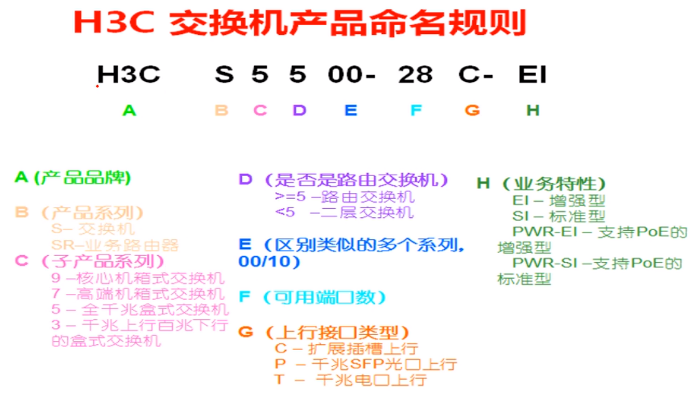 H3C 交换机产品命名规则
H3C S 5 5 00- 28 C- EI
A B C D E F G H
A (产品品牌)
B （产品系列）
S– 交换机
SR–业务路由器
C （子产品系列）
9 –核心机箱式交换机
7 –高端机箱式交换机
5 – 全千兆盒式交换机
3 – 千兆上行百兆下行
的盒式交换机
D （是否是路由交换机）
>=5 –路由交换机
<5 –二层交换机
E （区别类似的多个系列,
00/10）
F （可用端口数）
G （上行接口类型）
C – 扩展插槽上行
P – 千兆SFP光口上行
T – 千兆电口上行
H （业务特性）
EI – 增强型
SI – 标准型
PWR-EI – 支持PoE的
增强型
PWR-SI –支持PoE的
标准型